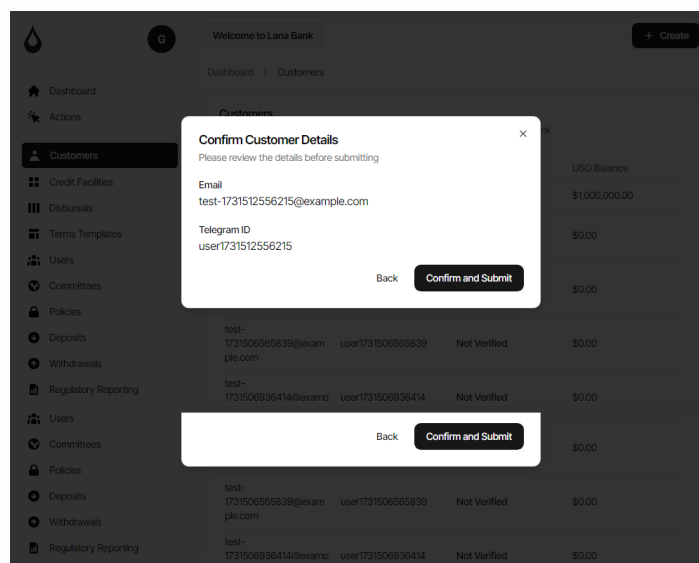 G
Welcome to Lana Bank
+ Create
Dashboard > Customers
Dashboard
Actions
Customers
Credit Facilities
Disbursals
Terms Templates
Users
Committees
Policies
Deposits
Withdrawals
Regulatory Reporting
Users
Committees
Policies
Deposits
Withdrawals
Regulatory Reporting
Customers
Confirm Customer Details
Please review the details before submitting
Email
test-1731512556215@example.com
Telegram ID
user1731512556215
Back
Confirm and Submit
USD Balance
$1,000,000.00
$0.00
$0.00
test-
1731506565839@exam
ple.com
user1731506565839
Not Verified
$0.00
test-
1731506936414@examp
user1731506936414
Not Verified
$0.00
Back
Confirm and Submit
$0.00
test-
1731506565839@exam
ple.com
user1731506565839
Not Verified
$0.00
test-
1731506936414@examp
user1731506936414
Not Verified
$0.00